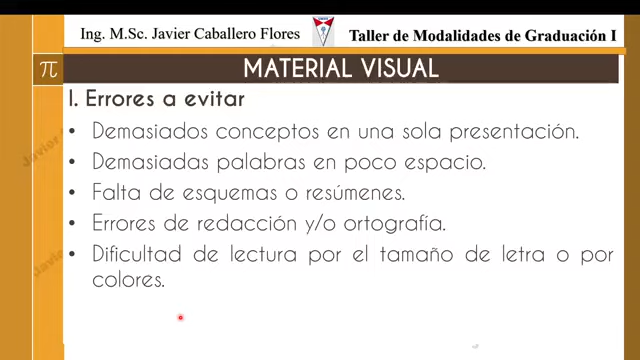 Ing. M.Sc. Javier Caballero Flores
Taller de Modalidades de Graduación I
π
MATERIAL VISUAL
I. Errores a evitar
• Demasiados conceptos en una sola presentación.
• Demasiadas palabras en poco espacio.
• Falta de esquemas o resúmenes.
• Errores de redacción y/o ortografía.
• Dificultad de lectura por el tamaño de letra o por
colores.